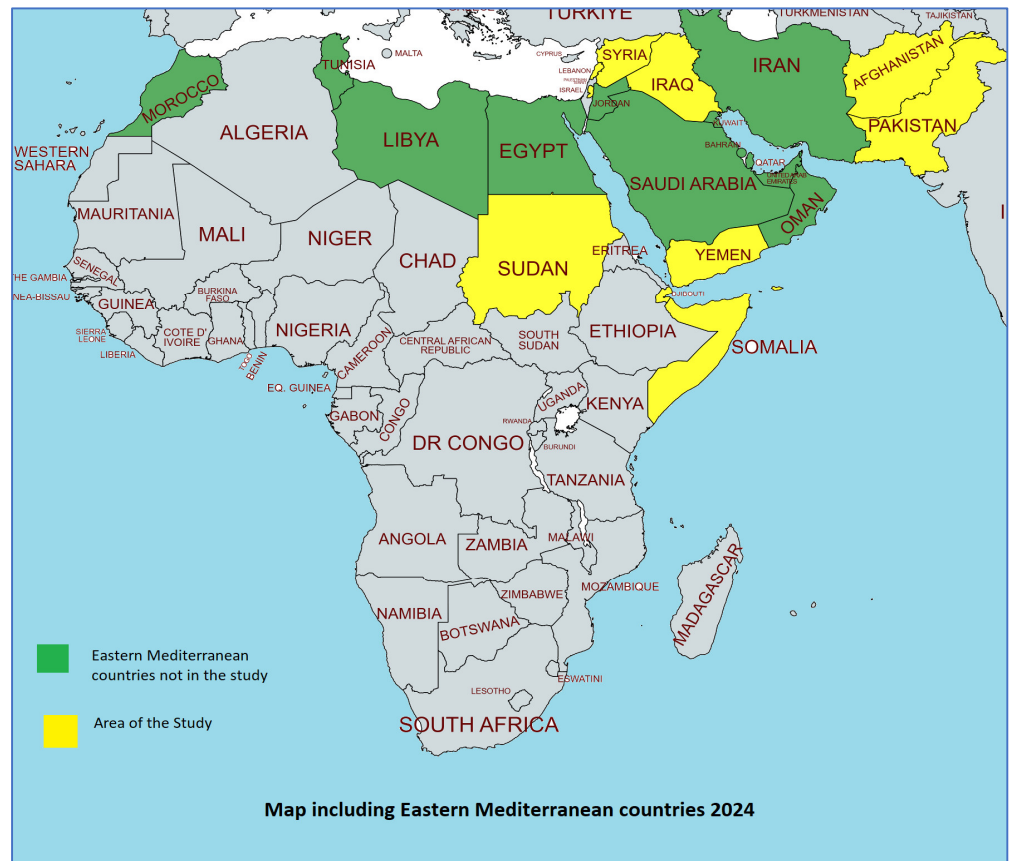 TÜRKIYE
TURKMENISTAN
TAJIKISTAN
MALTA
CYPRUS
SYRIA
TUNISIA
LEBANON
IRAQ
IRAN
AFGHANISTAN
ISRAEL
MOROCCO
JORDAN
ALGERIA
LIBYA
EGYPT
KUWAIT
PAKISTAN
BAHRAIN
QATAR
WESTERN
SAHARA
SAUDI ARABIA
UNITED ARAB
EMIRATES
OMAN
I
MAURITANIA
MALI
NIGER
CHAD
SUDAN
ERITREA
YEMEN
SENEGAL
HE GAMBIA
NEA-BISSAU
GUINEA
BURKINA
FASO
DJIDOUTI
SIERRA
LEONE
COTE D'
IVOIRE
GHANA
NIGERIA
CENTRAL AFRICAN
REPUBLIC
SOUTH
SUDAN
ETHIOPIA
SOMALIA
LIBERIA
TOGO
BENIN
CAMEROON
EQ. GUINEA
GABON
CONGO
UGANDA
KENYA
RWANDA
DR CONGO
BURUNDI
TANZANIA
ANGOLA
ZAMBIA
MALAWI
MOZAMBIQUE
MADAGASCAR
NAMIBIA
ZIMBABWE
BOTSWANA
ESWATINI
LESOTHO
SOUTH AFRICA
Eastern Mediterranean
countries not in the study
Area of the Study
Map including Eastern Mediterranean countries 2024